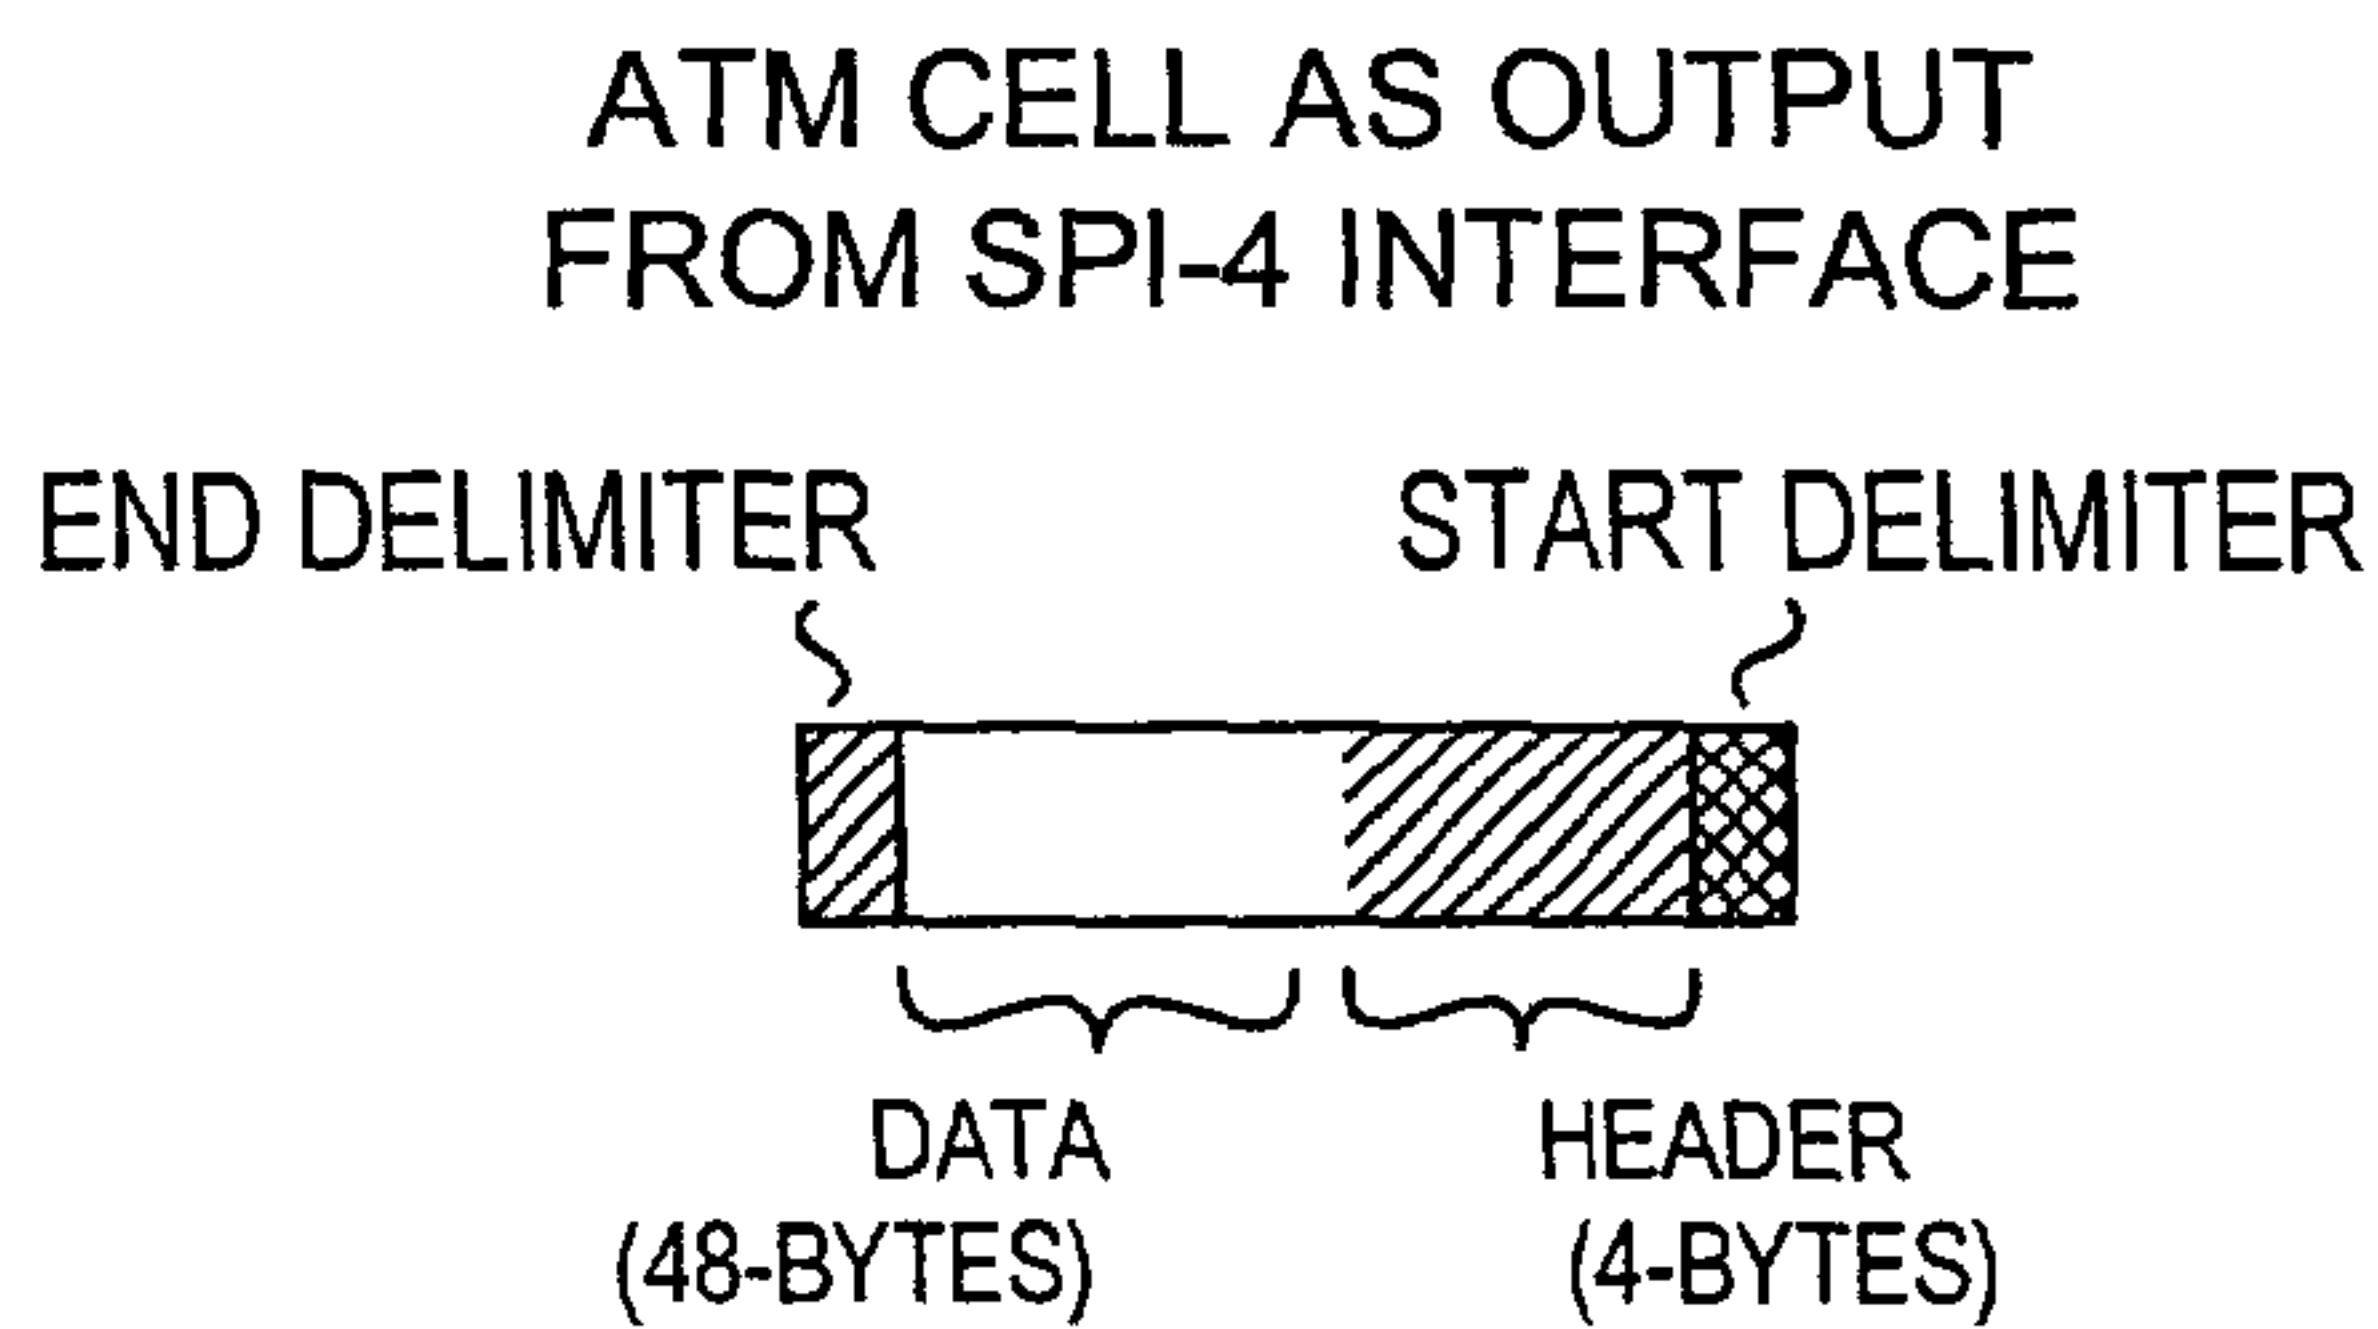 ATM CELL AS OUTPUT
FROM SPI-4 INTERFACE
END DELIMITER
START DELIMITER
DATA
(48-BYTES)
HEADER
(4-BYTES)